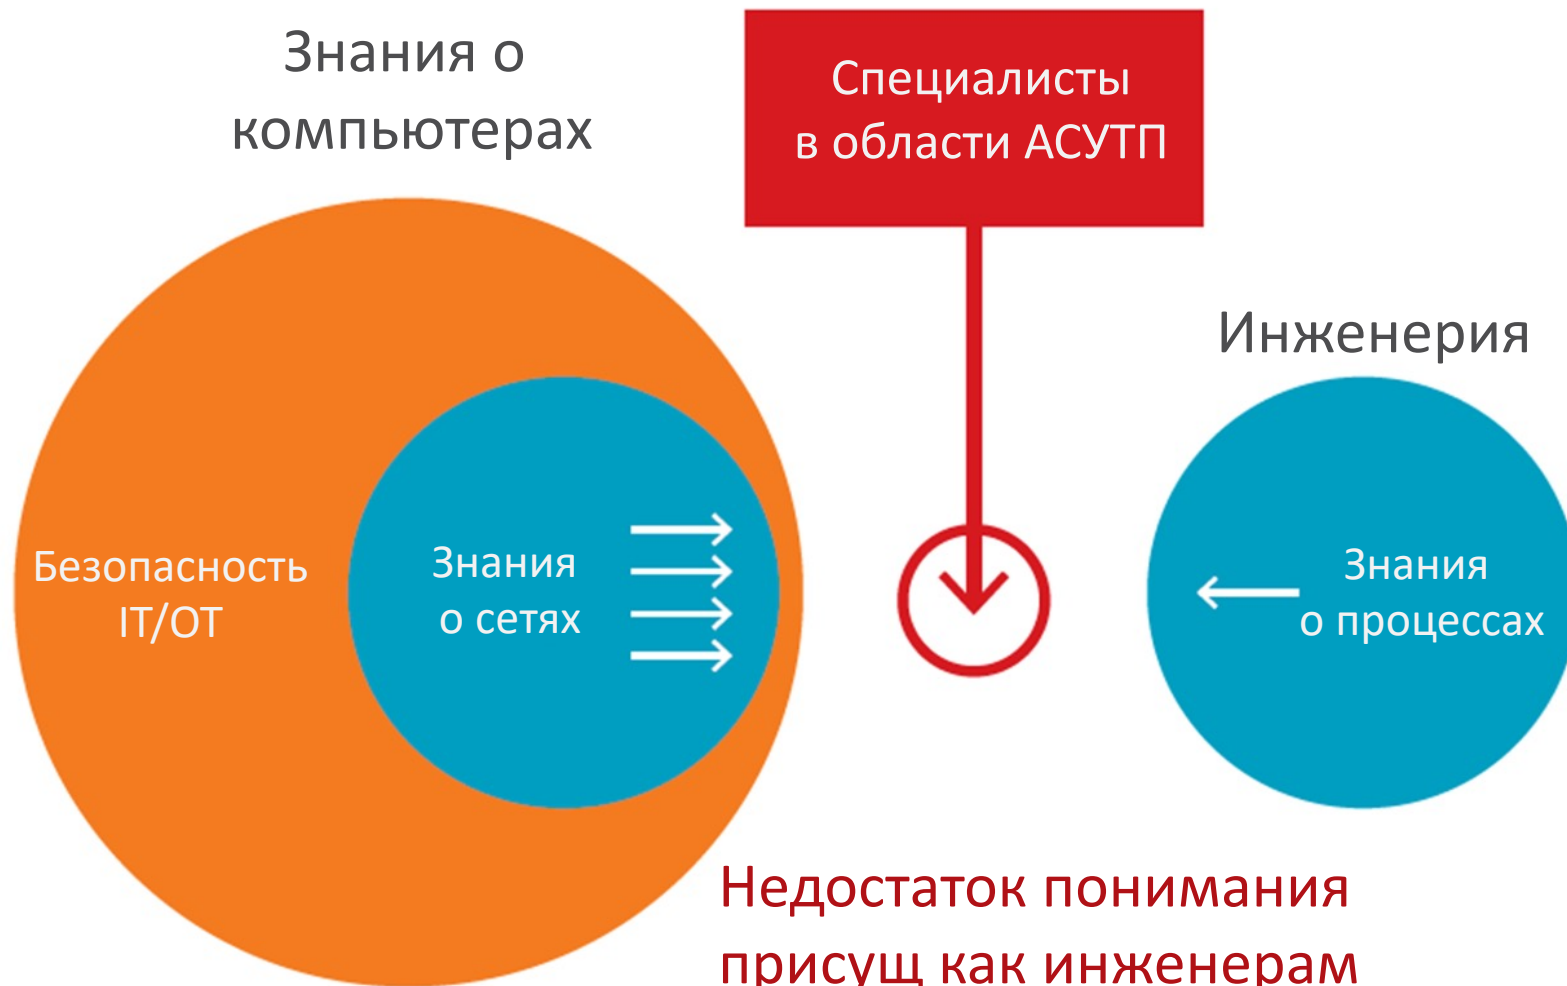 Знания о
компьютерах
Специалисты
в области АСУТП
Инженерия
Безопасность
IT/OT
Знания
о сетях
Знания
о процессах
Недостаток понимания
присущ как инженерам